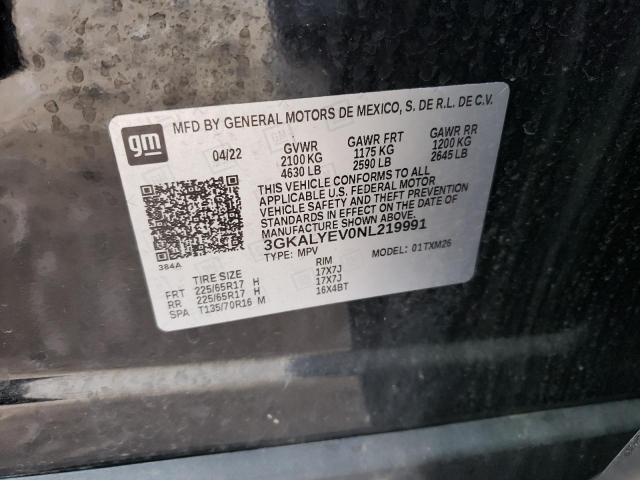 gm
MFD BY GENERAL MOTORS DE MEXICO, S. DE R.L. DE C.V.
04/22 GVWR GAWR FRT GAWR RR
2100 KG 1175 KG 1200 KG
4630 LB 2590 LB 2645 LB
THIS VEHICLE CONFORMS TO ALL
APPLICABLE U.S. FEDERAL MOTOR
VEHICLE SAFETY AND THEFT PREVENTION
STANDARDS IN EFFECT ON THE DATE OF
MANUFACTURE SHOWN ABOVE.
3GKALYEV0NL219991
TYPE: MPV MODEL: 01TXM26
384A
TIRE SIZE RIM
FRT 225/65R17 H 17X7J
RR 225/65R17 H 17X7J
SPA T135/70R16 M 16X4BT